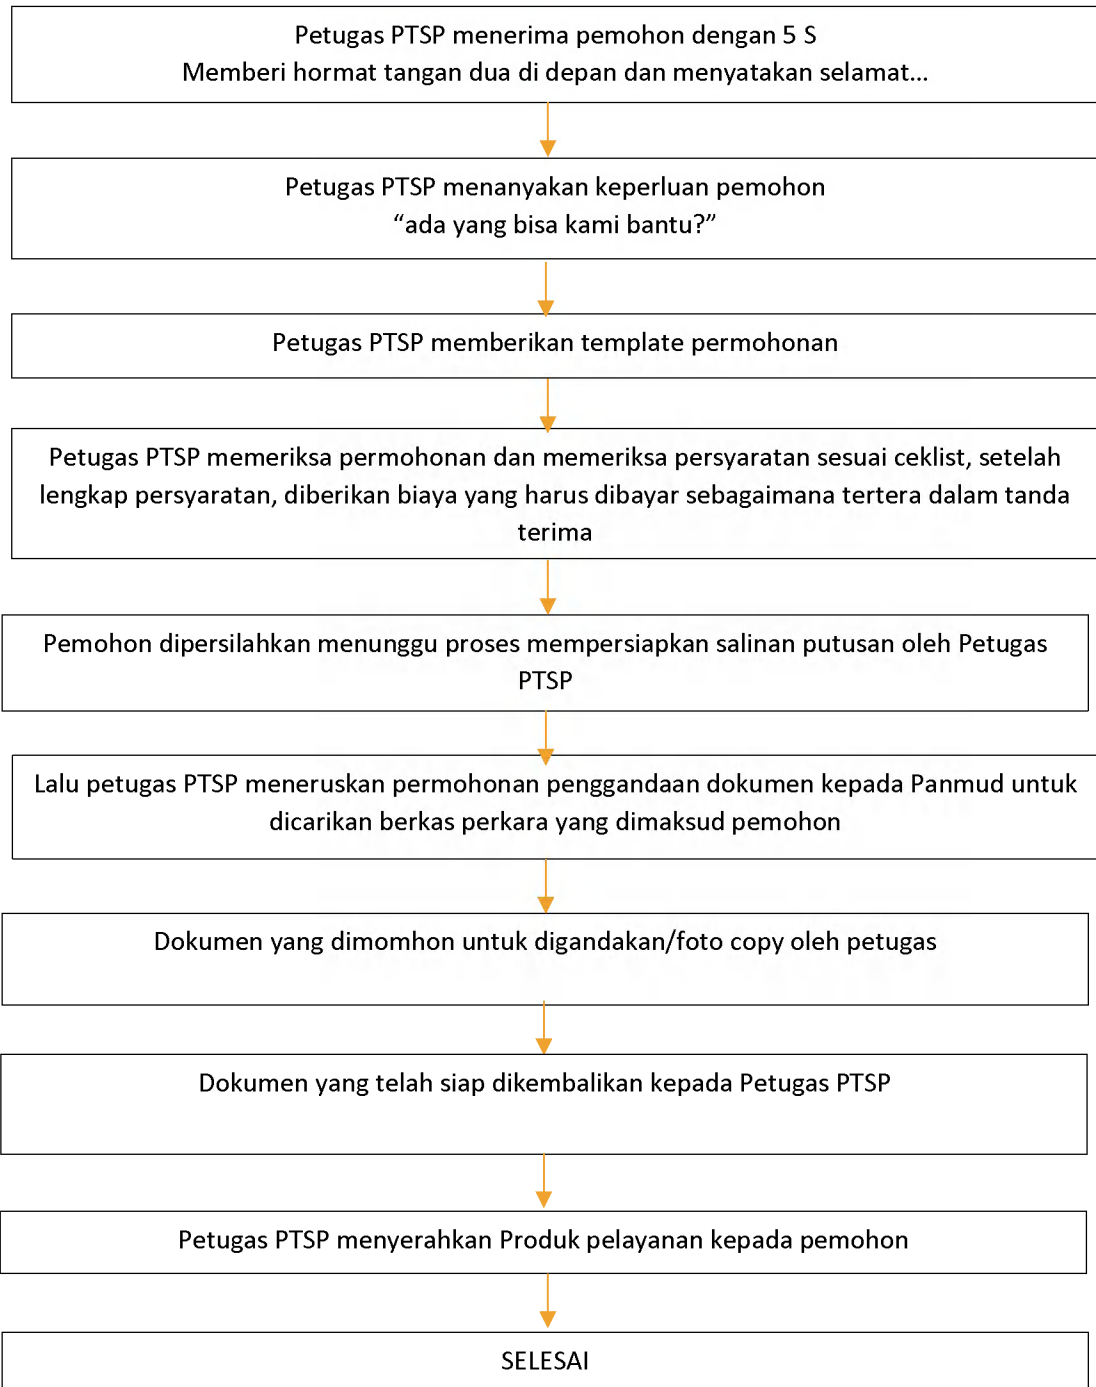 Petugas PTSP menerima pemohon dengan 5 S
Memberi hormat tangan dua di depan dan menyatakan selamat...
Petugas PTSP menanyakan keperluan pemohon
“ada yang bisa kami bantu?”
Petugas PTSP memberikan template permohonan
Petugas PTSP memeriksa permohonan dan memeriksa persyaratan sesuai ceklist, setelah
lengkap persyaratan, diberikan biaya yang harus dibayar sebagaimana tertera dalam tanda
terima
Pemohon dipersilahkan menunggu proses mempersiapkan salinan putusan oleh Petugas
PTSP
Lalu petugas PTSP meneruskan permohonan penggandaan dokumen kepada Panmud untuk
dicarikan berkas perkara yang dimaksud pemohon
Dokumen yang dimomhon untuk digandakan/foto copy oleh petugas
Dokumen yang telah siap dikembalikan kepada Petugas PTSP
Petugas PTSP menyerahkan Produk pelayanan kepada pemohon
SELESAI